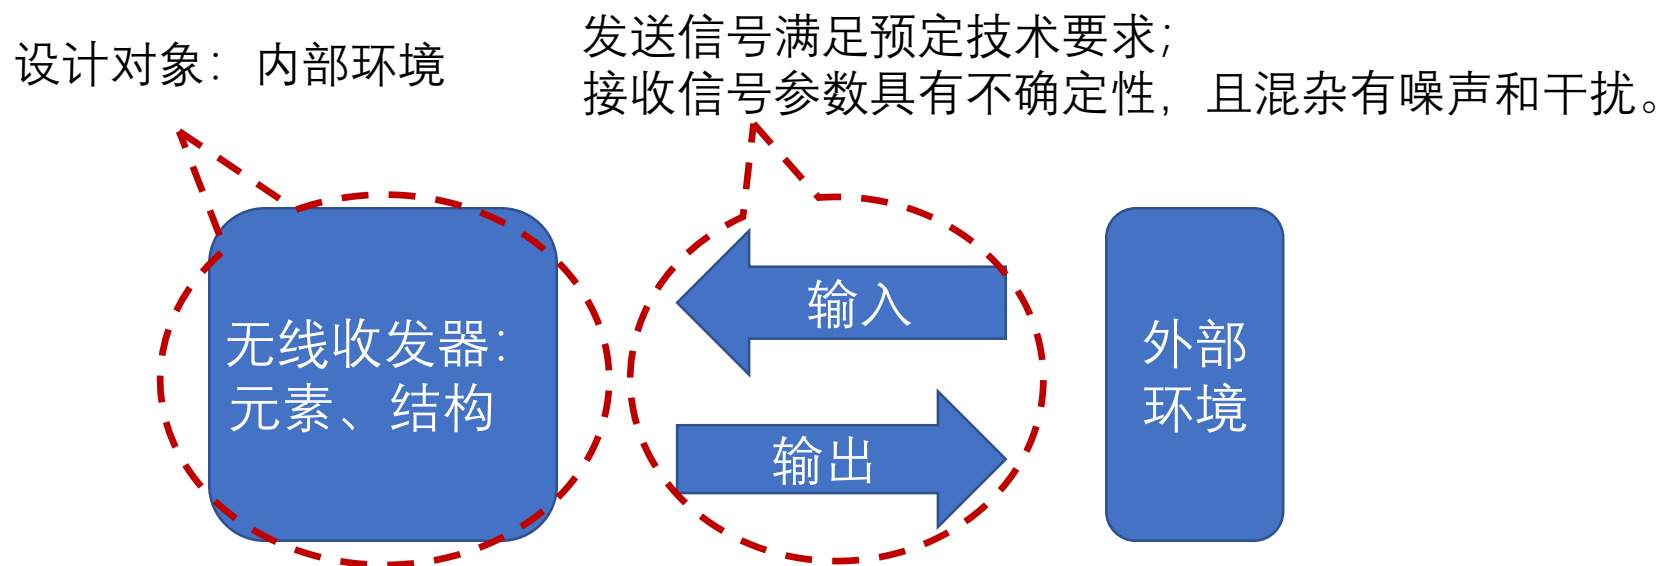 设计对象：内部环境
发送信号满足预定技术要求；
接收信号参数具有不确定性，且混杂有噪声和干扰。
无线收发器：
元素、结构
输入
输出
外部
环境